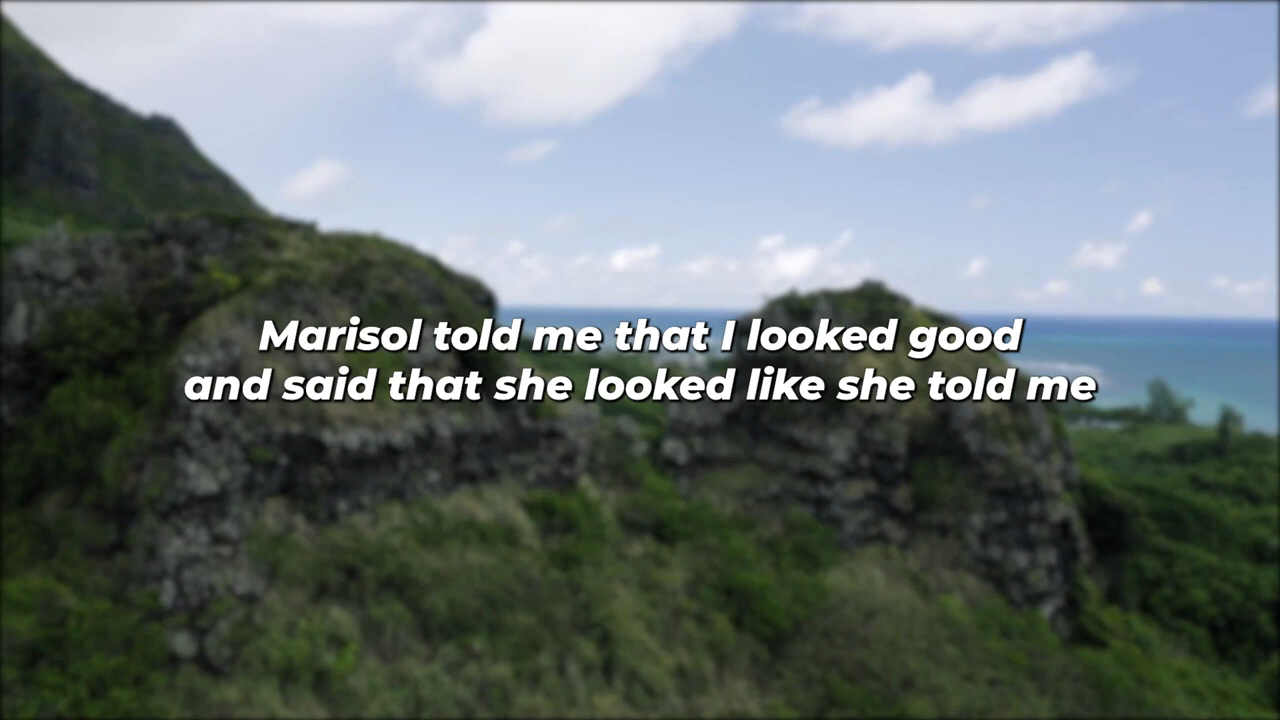 Marisol told me that I looked good
and said that she looked like she told me